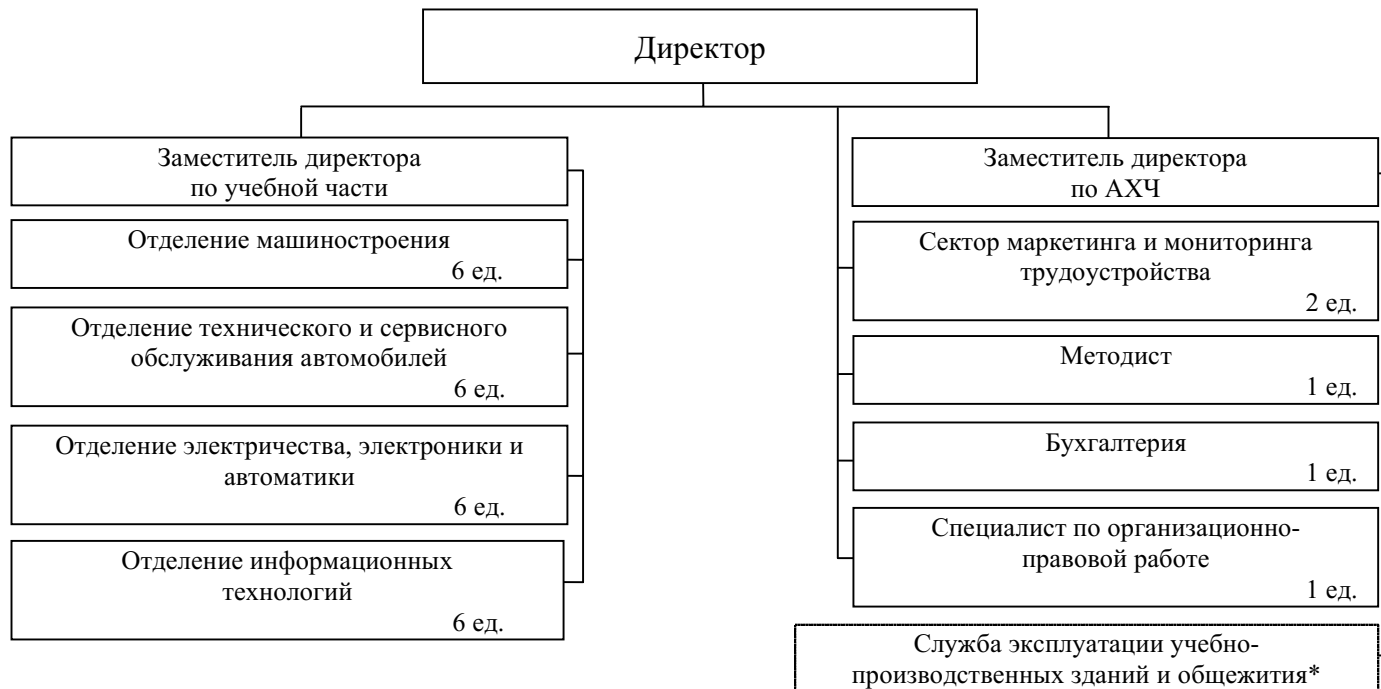 Директор
Заместитель директора
по учебной части
Отделение машиностроения
6 ед.
Отделение технического и сервисного
обслуживания автомобилей
6 ед.
Отделение электричества, электроники и
автоматики
6 ед.
Отделение информационных
технологий
6 ед.
Заместитель директора
по АХЧ
Сектор маркетинга и мониторинга
трудоустройства
2 ед.
Методист
1 ед.
Бухгалтерия
1 ед.
Специалист по организационно-
правовой работе
1 ед.
Служба эксплуатации учебно-
производственных зданий и общежития*